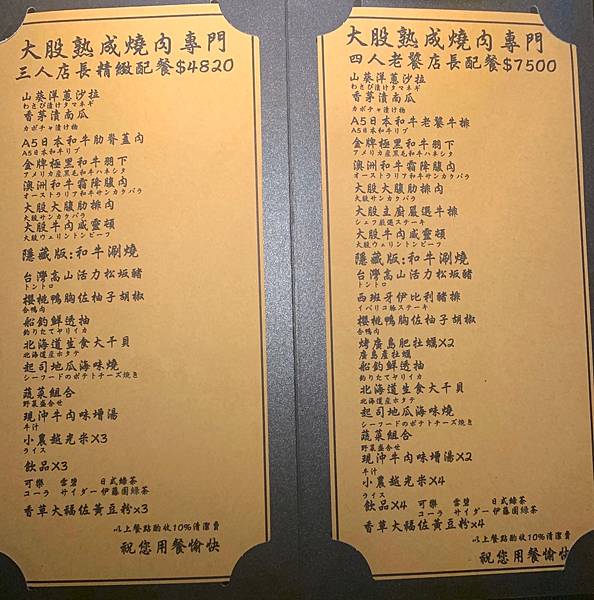 大股熟成燒肉專門
三人店長精緻配餐$4820
山葵洋蔥沙拉
わさび漬けタマネギ
香茅漬南瓜
カボチャ漬け物
A5日本和牛肋脊蓋肉
A5日本和牛リブ
金牌極黑和牛羽下
アメリカ産黒毛和牛ハネシタ
澳洲和牛霜降腹肉
オーストラリア和牛サンカクバラ
大股大腹肋排肉
大股サンカクバラ
大股牛肉威靈頓
大股ウェリントンビーフ
隱藏版:和牛涮燒
台灣高山活力松坂豬
トントロ
櫻桃鴨胸佐柚子胡椒
合鴨肉
船釣鮮透抽
釣りたてヤリイカ
北海道生食大干貝
北海道産ホタテ
起司地瓜海味燒
シーフードのポテトチーズ焼き
蔬菜組合
野菜盛合せ
現沖牛肉味增湯
牛汁
小農越光米X3
ライス
飲品X3
可樂 雪碧 日式綠茶
コーラ サイダー 伊藤園綠茶
香草大福佐黃豆粉x3
以上餐點酌收10%清潔費
祝您用餐愉快
大股熟成燒肉專門
四人老饕店長配餐$7500
山葵洋蔥沙拉
わさび漬けタマネギ
香茅漬南瓜
カボチャ漬け物
A5日本和牛老饕牛排
A5日本和牛リブ
金牌極黑和牛羽下
アメリカ産黒毛和牛ハネシタ
澳洲和牛霜降腹肉
オーストラリア和牛サンカクバラ
大股大腹肋排肉
大股サンカクバラ
大股主廚嚴選牛排
シェフ厳選ステーキ
大股牛肉威靈頓
大股ウェリントンビーフ
隱藏版:和牛涮燒
台灣高山活力松坂豬
トントロ
西班牙伊比利豬排
イベリコ豚ステーキ
櫻桃鴨胸佐柚子胡椒
合鴨肉
烤廣島肥牡蠣X2
廣島産牡蠣
船釣鮮透抽
釣りたてヤリイカ
北海道生食大干貝
北海道産ホタテ
起司地瓜海味燒
シーフードのポテトチーズ焼き
蔬菜組合
野菜盛合せ
現沖牛肉味增湯X2
牛汁
小農越光米X4
ライス
飲品X4 可樂 雪碧 日式綠茶
コーラ サイダー 伊藤園綠茶
香草大福佐黃豆粉x4
以上餐點酌收10%清潔費
祝您用餐愉快